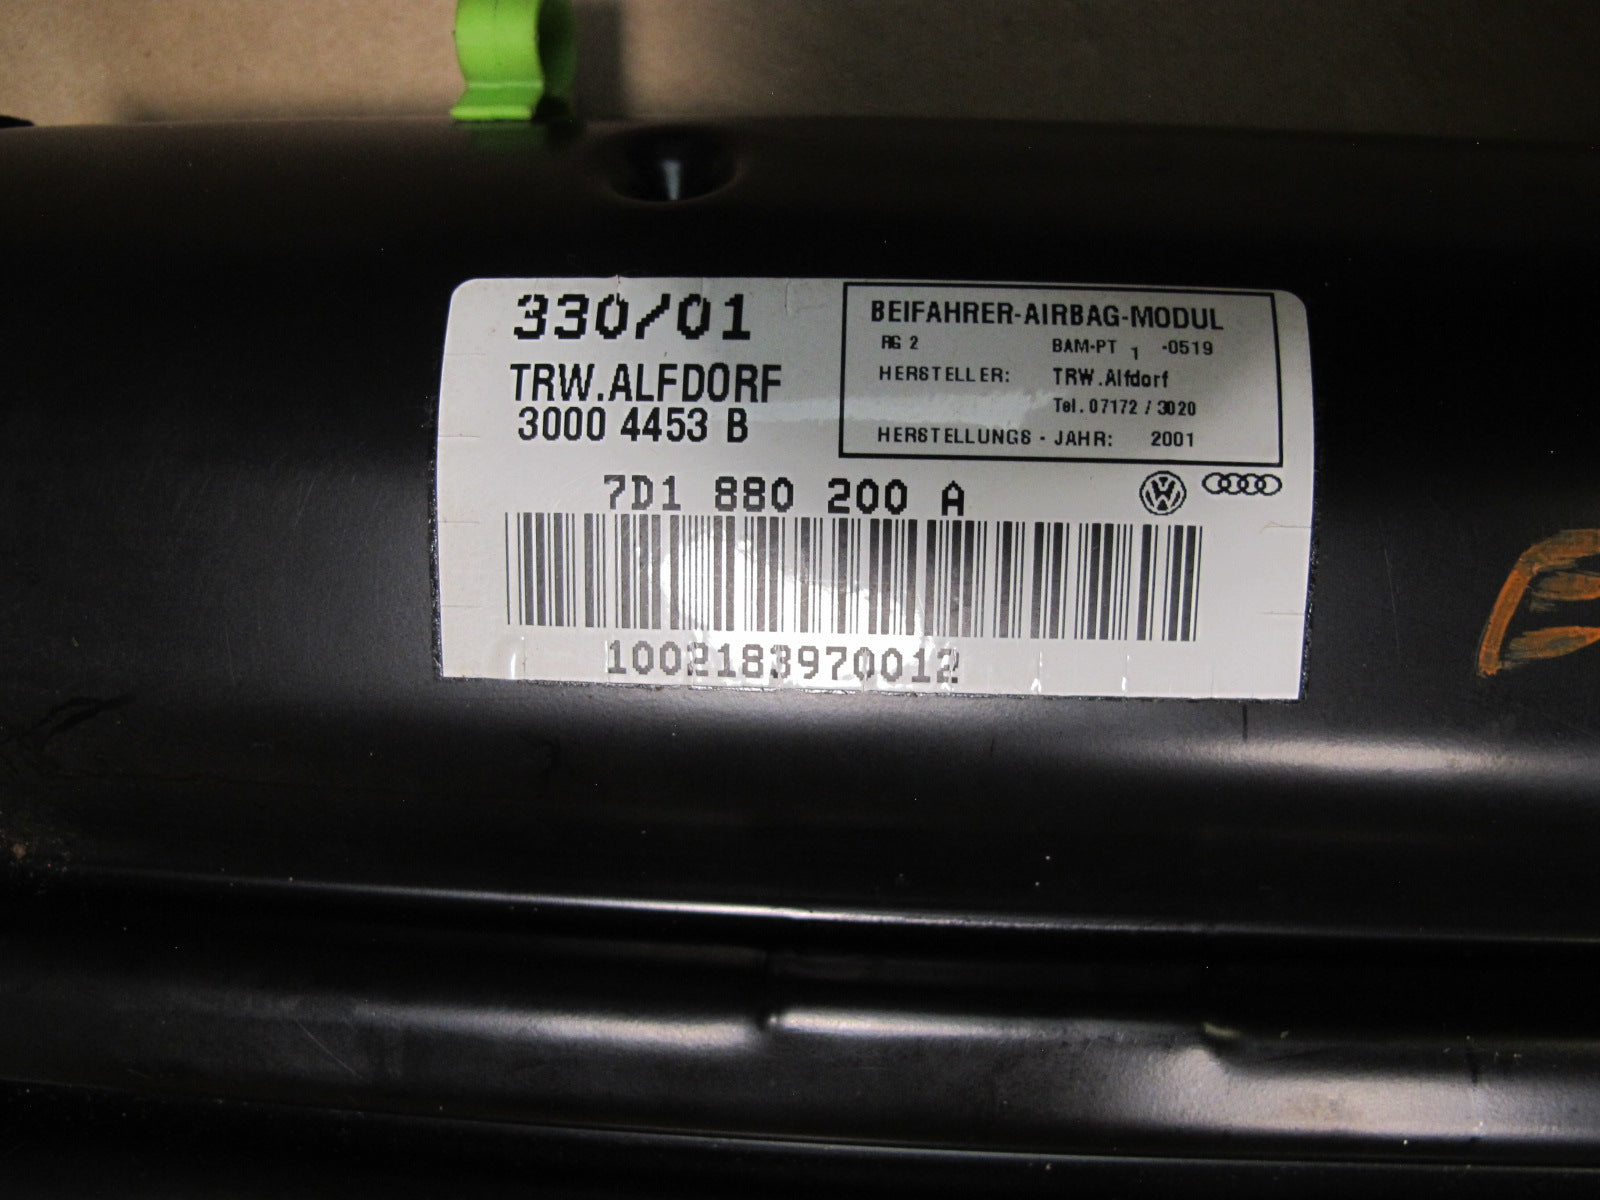 330/01
TRW.ALFDORF
3000 4453 B
BEIFAHRER-AIRBAG-MODUL
RG 2 BAM-PT 1 -0519
HERSTELLER: TRW.Alfdorf
Tel. 07172 / 3020
HERSTELLUNGS - JAHR: 2001
7D1 880 200 A
1002183970012